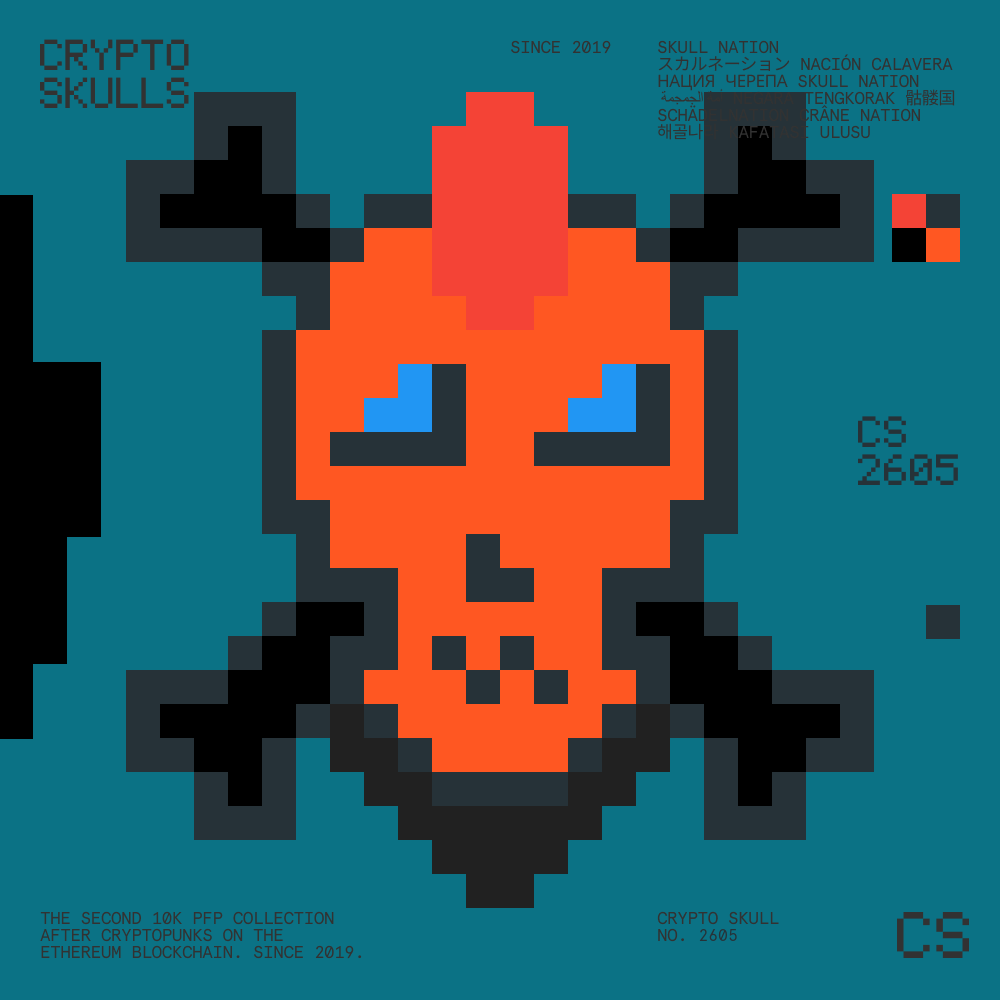 CRYPTO
SKULLS
SINCE 2019
SKULL NATION
スカルネーション NACIÓN CALAVERA
НАЦИЯ ЧЕРЕПА SKULL NATION
TENGKORAK 骷髅国
CRÂNE NATION
ULUSU
CS
2605
THE SECOND 10K PFP COLLECTION
AFTER CRYPTOPUNKS ON THE
ETHEREUM BLOCKCHAIN. SINCE 2019.
CRYPTO SKULL
NO. 2605
CS